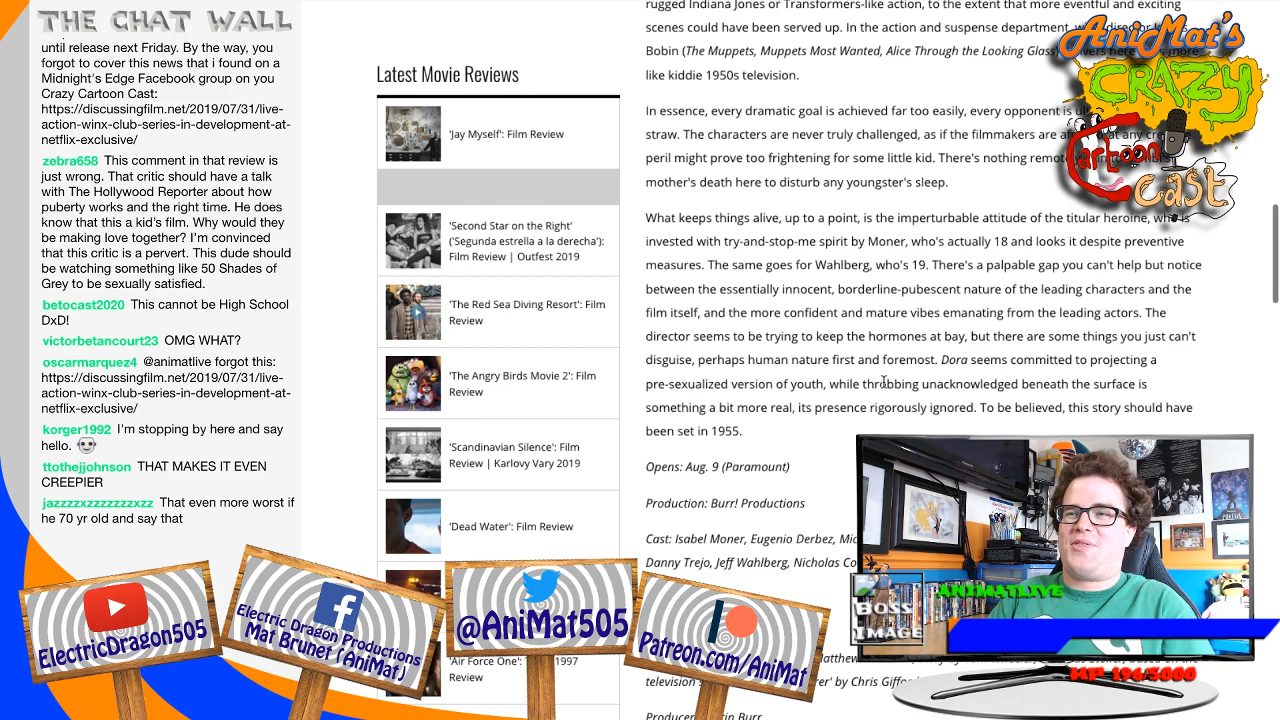 THE CHAT WALL
until release next Friday. By the way, you
forgot to cover this news that i found on a
Midnight's Edge Facebook group on you
Crazy Cartoon Cast:
https://discussingfilm.net/2019/07/31/live-
action-winx-club-series-in-development-at-
netflix-exclusive/
zebra658 This comment in that review is
just wrong. That critic should have a talk
with The Hollywood Reporter about how
puberty works and the right time. He does
know that this a kid's film. Why would they
be making love together? I'm convinced
that this critic is a pervert. This dude should
be watching something like 50 Shades of
Grey to be sexually satisfied.
betocast2020 This cannot be High School
DxD!
victorbetancourt23 OMG WHAT?
oscarmarquez4 @animatlive forgot this:
https://discussingfilm.net/2019/07/31/live-
action-winx-club-series-in-development-at-
netflix-exclusive/
korger1992 I'm stopping by here and say
hello.
ttothejjohnson THAT MAKES IT EVEN
CREEPIER
jazzzzxzzzzzzzxzz That even more worst if
he 70 yr old and say that
Latest Movie Reviews
'Jay Myself': Film Review
'Second Star on the Right'
('Segunda estrella a la derecha'):
Film Review | Outfest 2019
'The Red Sea Diving Resort': Film
Review
'The Angry Birds Movie 2': Film
Review
'Scandinavian Silence': Film
Review | Karlovy Vary 2019
'Dead Water': Film Review
'Air Force One': 1997
Review
rugged Indiana Jones or Transformers-like action, to the extent that more eventful and exciting
scenes could have been served up. In the action and suspense department,
Bobin (The Muppets, Muppets Most Wanted, Alice Through the Looking Glass) more
like kiddie 1950s television.
In essence, every dramatic goal is achieved far too easily, every opponent is
straw. The characters are never truly challenged, as if the filmmakers are
peril might prove too frightening for some little kid. There's nothing
mother's death here to disturb any youngster's sleep.
What keeps things alive, up to a point, is the imperturbable attitude of the titular heroine, who is
invested with try-and-stop-me spirit by Moner, who's actually 18 and looks it despite preventive
measures. The same goes for Wahlberg, who's 19. There's a palpable gap you can't help but notice
between the essentially innocent, borderline-pubescent nature of the leading characters and the
film itself, and the more confident and mature vibes emanating from the leading actors. The
director seems to be trying to keep the hormones at bay, but there are some things you just can't
disguise, perhaps human nature first and foremost. Dora seems committed to projecting a
pre-sexualized version of youth, while throbbing unacknowledged beneath the surface is
something a bit more real, its presence rigorously ignored. To be believed, this story should have
been set in 1955.
Opens: Aug. 9 (Paramount)
Production: Burr! Productions
Cast: Isabel Moner, Eugenio Derbez,
Danny Trejo, Jeff Wahlberg, Nicholas
television by Chris
AniMat's
CRAZY
Cartoon
Cast
BOSS
IMAGE
ANIMATLIVE
HP 196/5000
ElectricDragon505
Electric Dragon Productions
Mat Brunet (AniMat)
@AniMat505
Patreon.com/AniMat